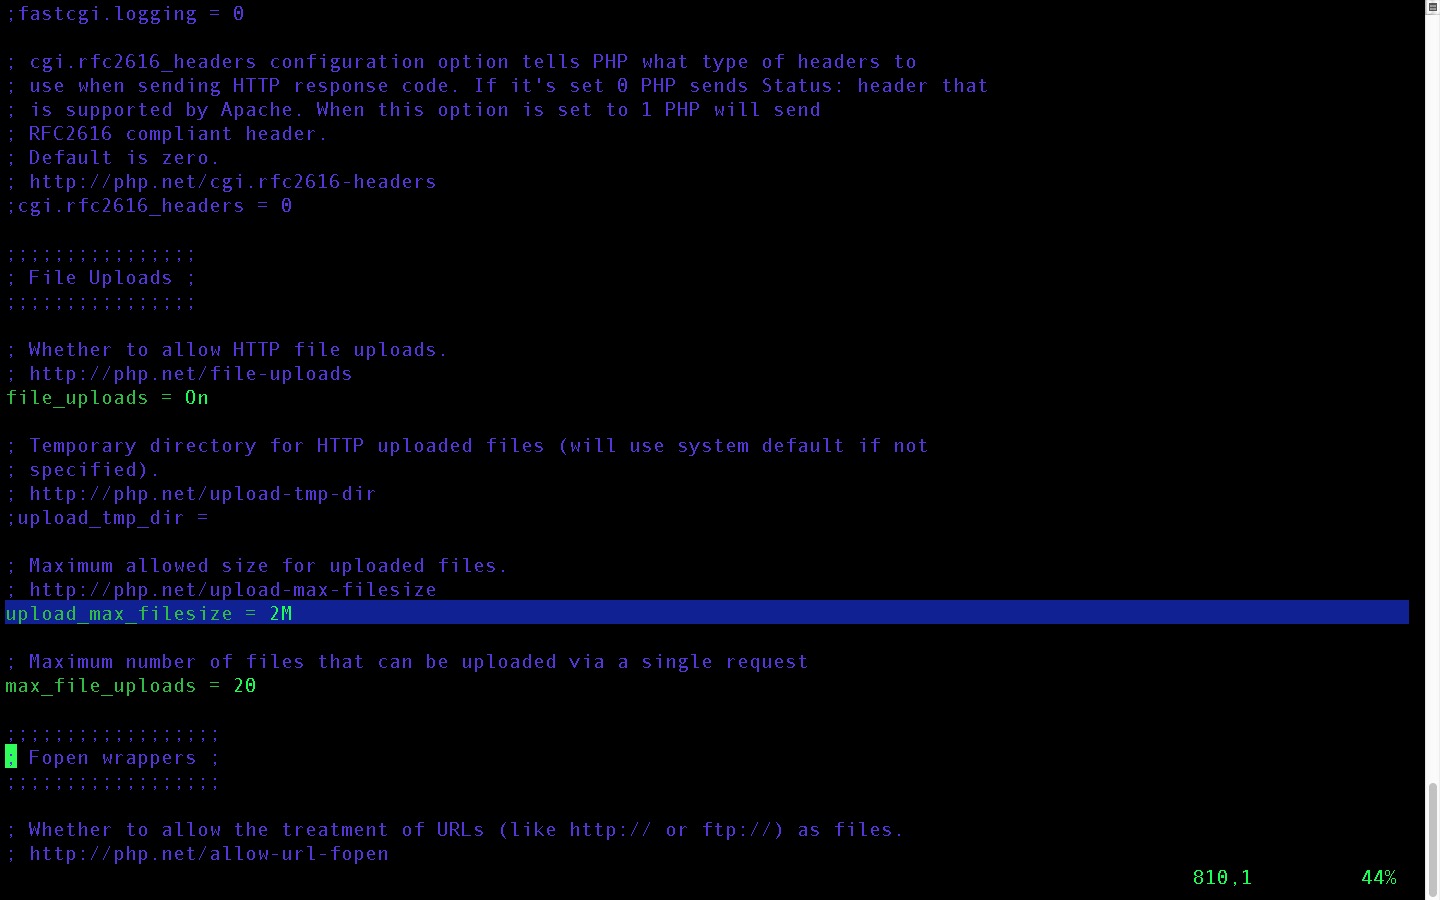 ;fastcgi.logging = 0
; cgi.rfc2616_headers configuration option tells PHP what type of headers to
; use when sending HTTP response code. If it's set 0 PHP sends Status: header that
; is supported by Apache. When this option is set to 1 PHP will send
; RFC2616 compliant header.
; Default is zero.
; http://php.net/cgi.rfc2616-headers
;cgi.rfc2616_headers = 0
;;;;;;;;;;;;;;;;
; File Uploads ;
;;;;;;;;;;;;;;;;
; Whether to allow HTTP file uploads.
; http://php.net/file-uploads
file_uploads = On
; Temporary directory for HTTP uploaded files (will use system default if not
; specified).
; http://php.net/upload-tmp-dir
;upload_tmp_dir =
; Maximum allowed size for uploaded files.
; http://php.net/upload-max-filesize
upload_max_filesize = 2M
; Maximum number of files that can be uploaded via a single request
max_file_uploads = 20
;;;;;;;;;;;;;;;;;;
; Fopen wrappers ;
;;;;;;;;;;;;;;;;;;
; Whether to allow the treatment of URLs (like http:// or ftp://) as files.
; http://php.net/allow-url-fopen
810,1 44%